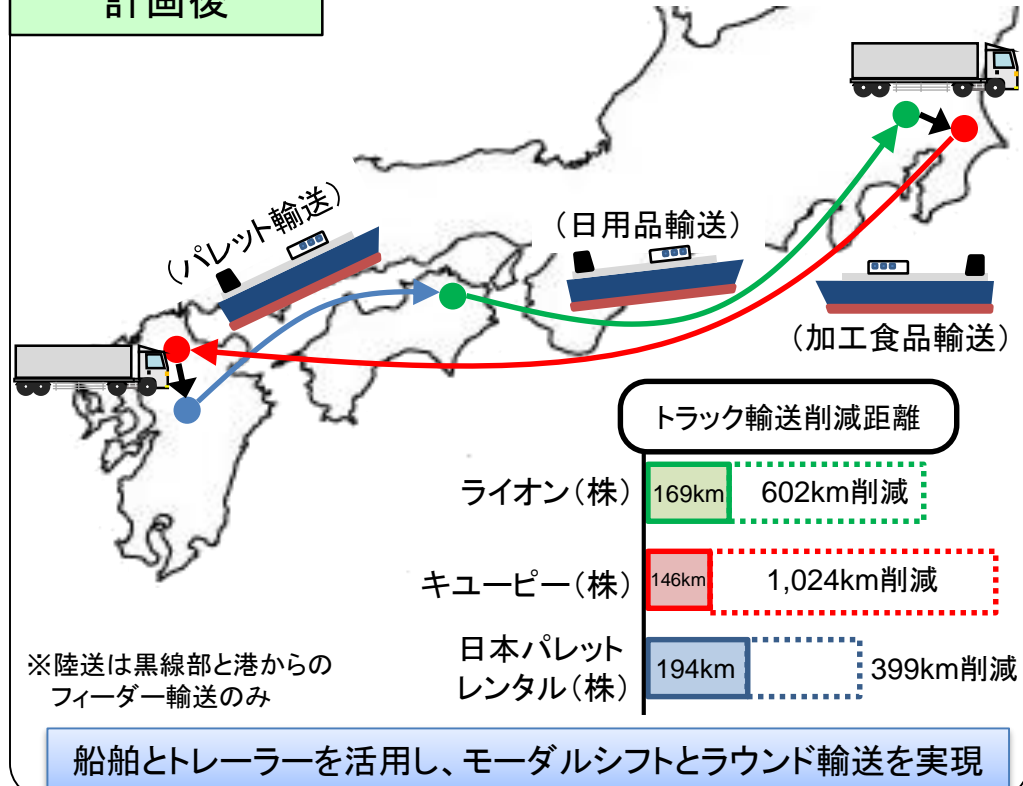 計画後
(パレット輸送)
(日用品輸送)
(加工食品輸送)
トラック輸送削減距離
ライオン(株) 169km 602km削減
キユーピー(株) 146km 1,024km削減
日本パレット
レンタル(株) 194km 399km削減
※陸送は黒線部と港からの
フィーダー輸送のみ
船舶とトレーラーを活用し、モーダルシフトとラウンド輸送を実現